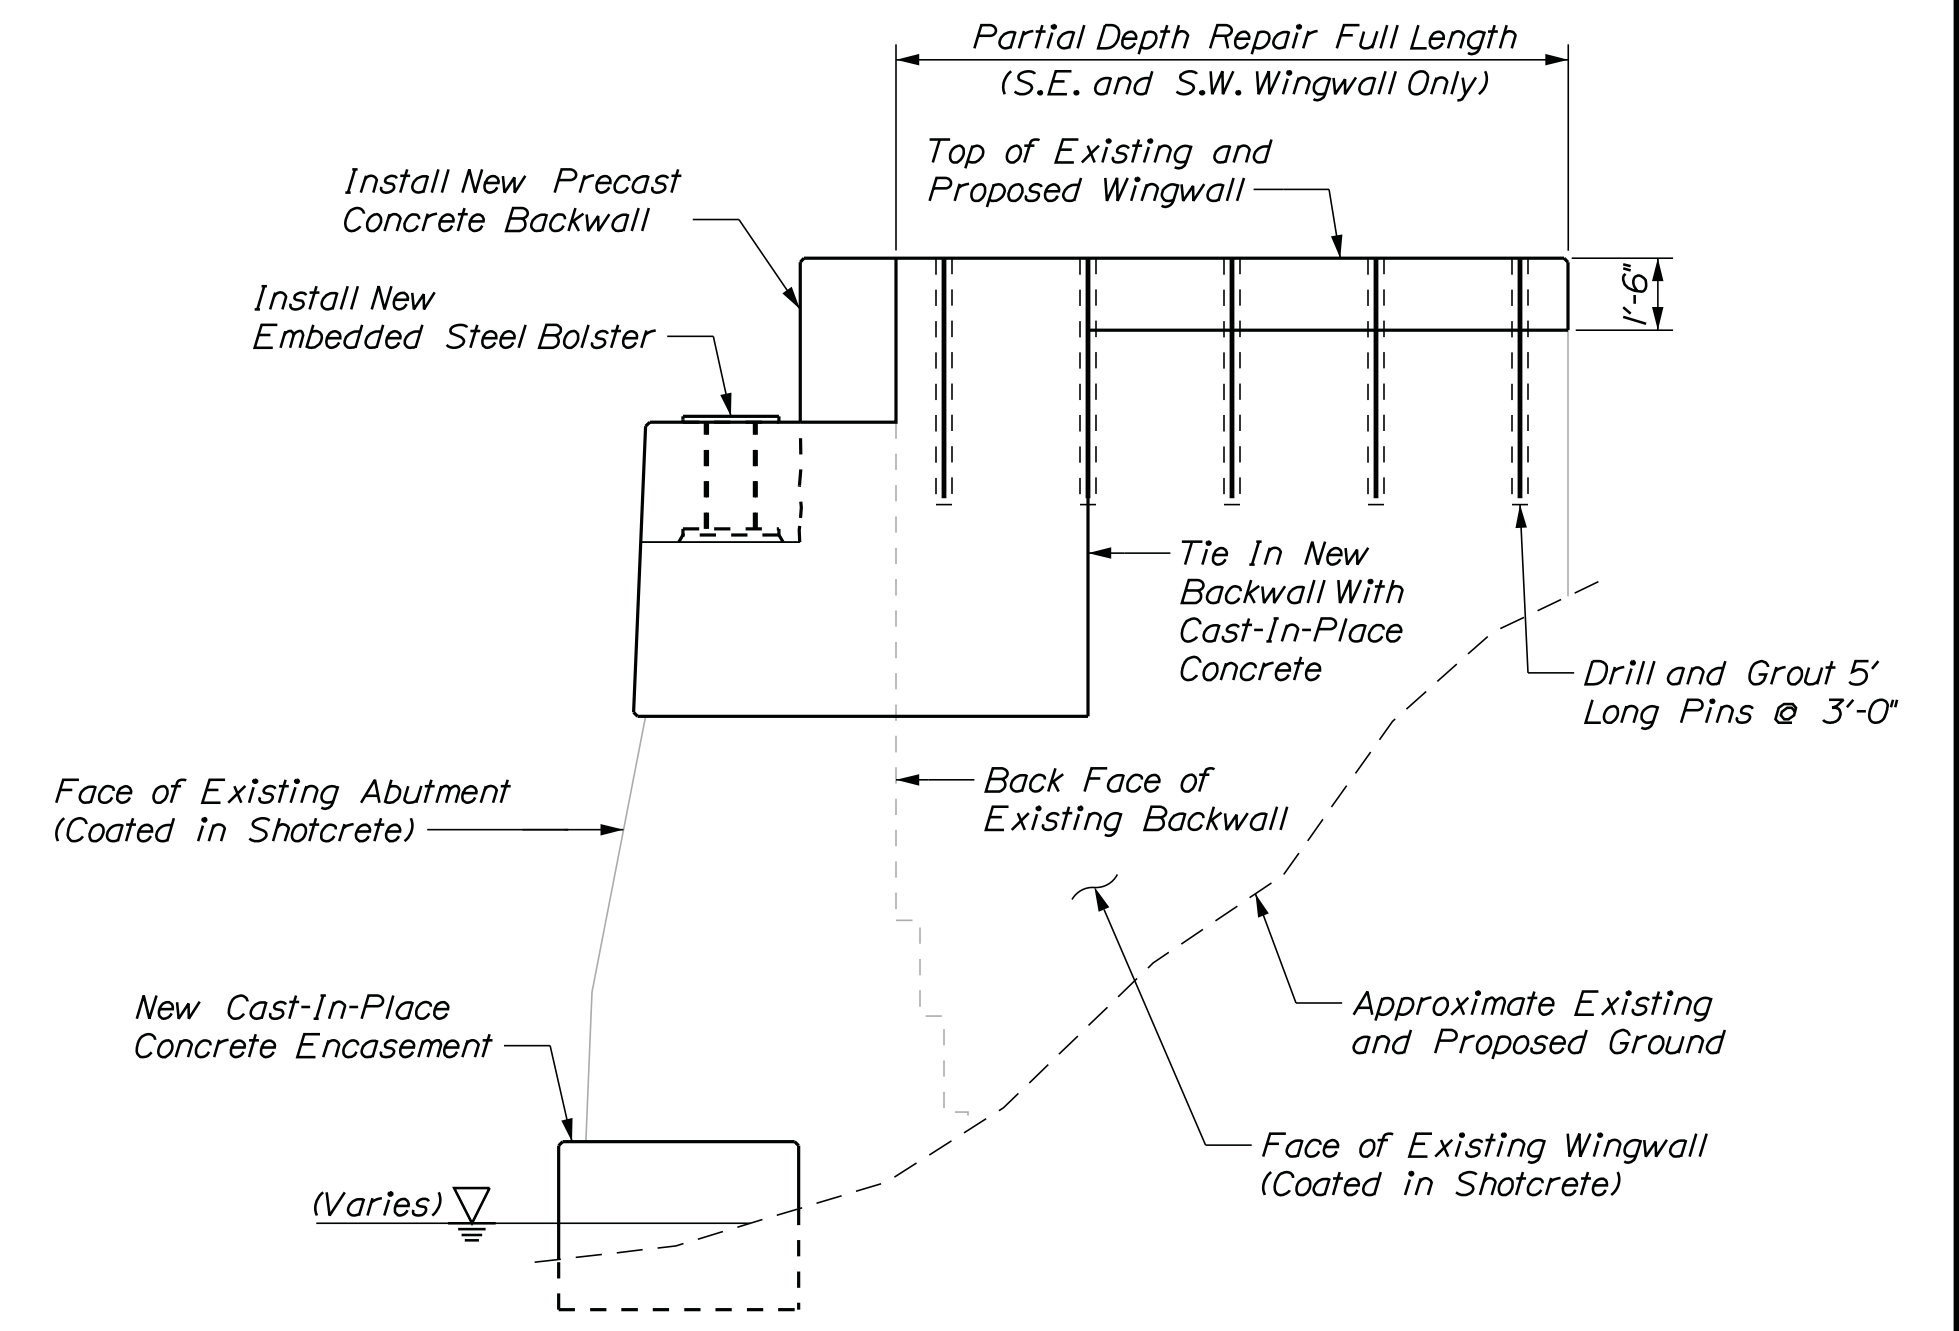 Partial Depth Repair Full Length
(S.E. and S.W. Wingwall Only)
Top of Existing and
Proposed Wingwall
Install New Precast
Concrete Backwall
Install New
Embedded Steel Bolster
1'-6"
Tie In New
Backwall With
Cast-In-Place
Concrete
Drill and Grout 5'
Long Pins @ 3'-0"
Back Face of
Existing Backwall
Face of Existing Abutment
(Coated in Shotcrete)
New Cast-In-Place
Concrete Encasement
Approximate Existing
and Proposed Ground
Face of Existing Wingwall
(Coated in Shotcrete)
(Varies)